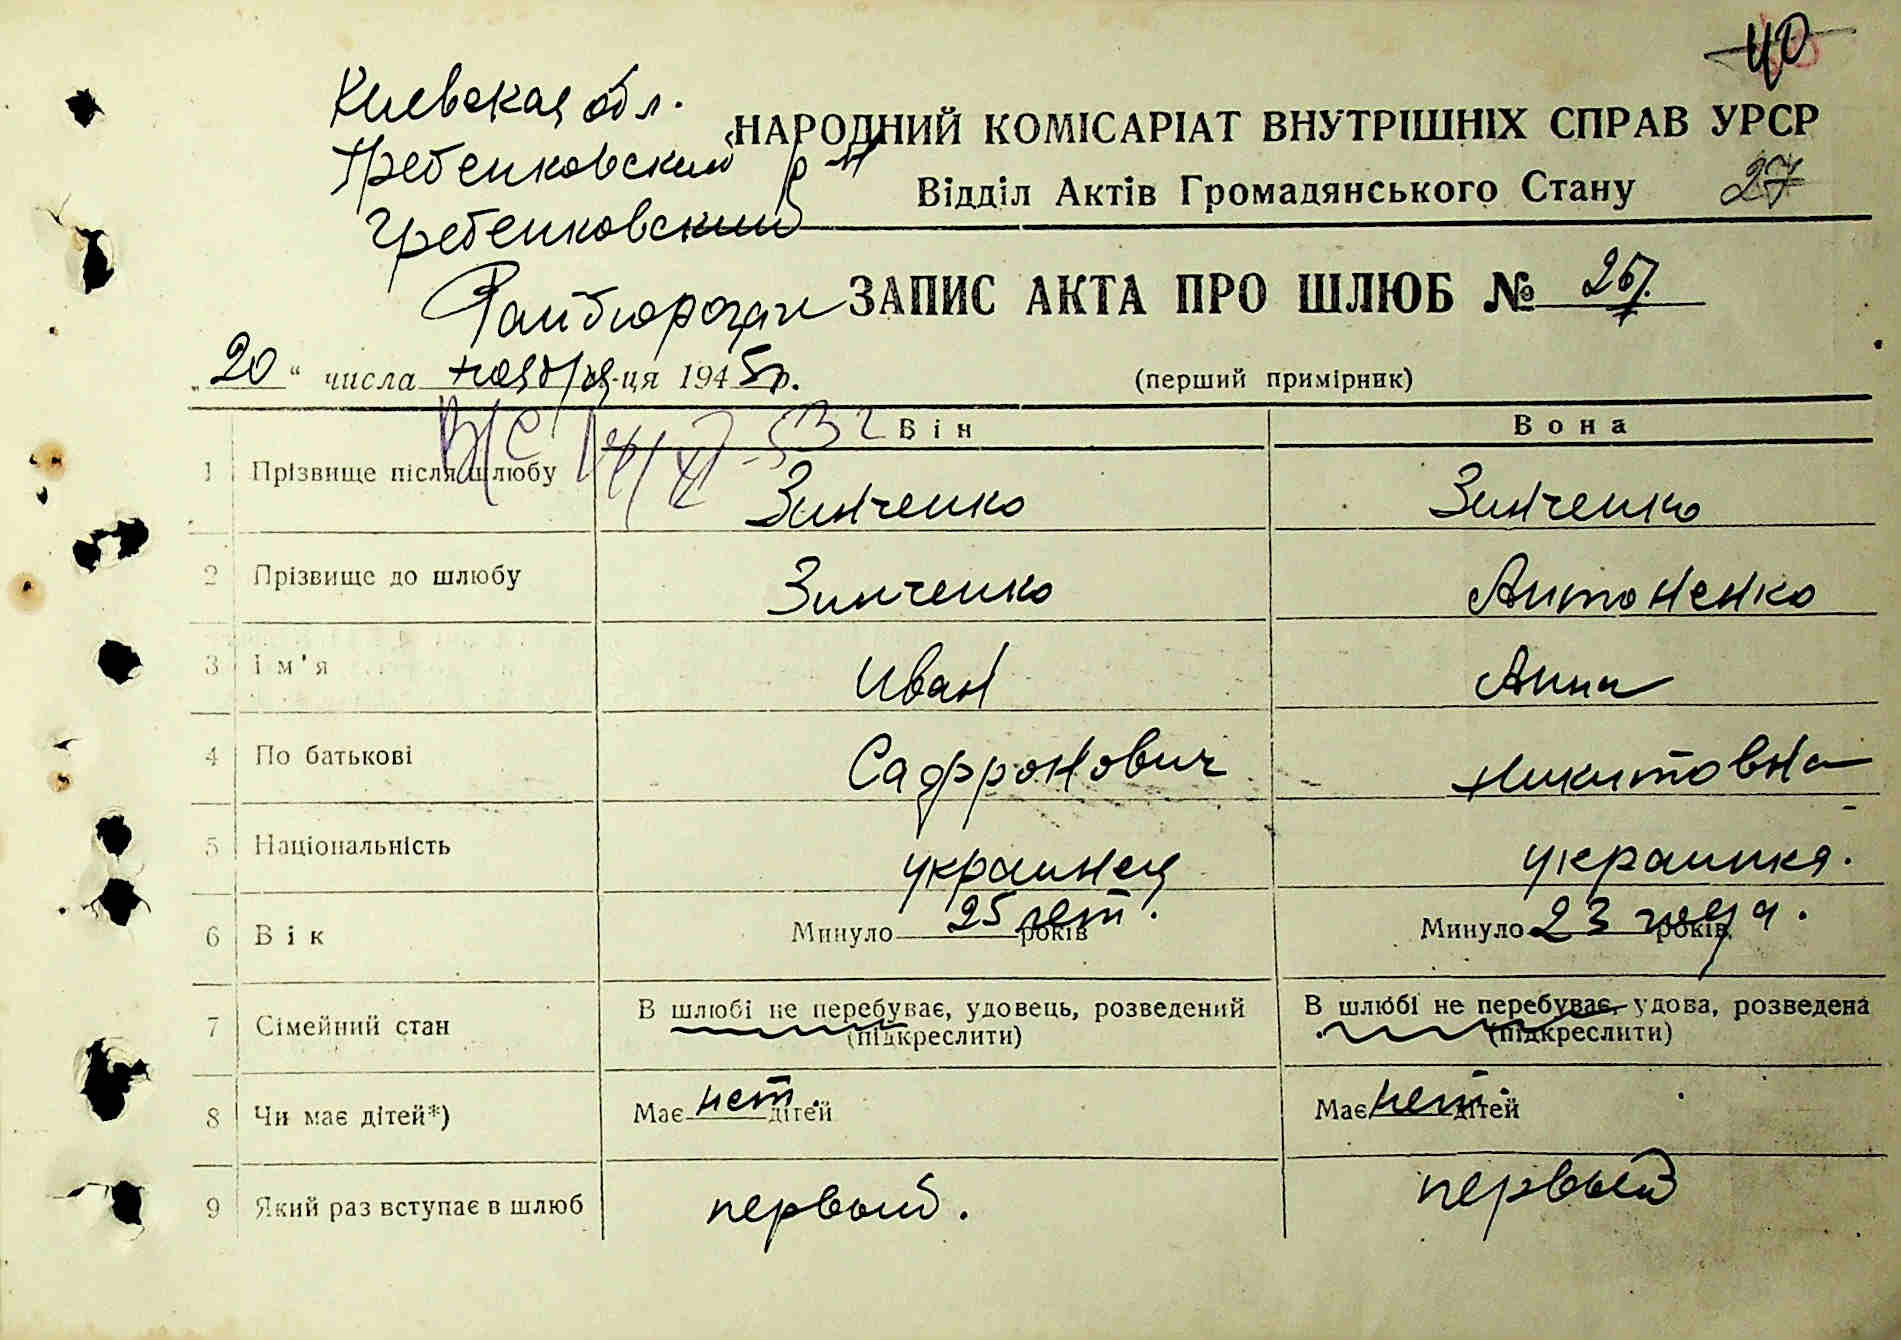 40
Киевская обл.
НАРОДНИЙ КОМІСАРІАТ ВНУТРІШНІХ СПРАВ УРСР
Гребенковский р-н
Відділ Актів Громадянського Стану 27
Гребенковский
Райбюрозагс
ЗАПИС АКТА ПРО ШЛЮБ №
„20“ числа ноября-ця 1945р.
(перший примірник)
Він Вона
1 Прізвище після шлюбу Зинченко Зинченко
2 Прізвище до шлюбу Зинченко Антоненко
3 Ім'я Иван Анна
4 По батькові Сафронович Никитовна
5 Національність украинец украинка.
6 Вік Минуло 25 лет. років Минуло 23 года. років
7 Сімейний стан В шлюбі не перебуває, удовець, розведений В шлюбі не перебуває, удова, розведена
(підкреслити) (підкреслити)
8 Чи має дітей*) Має нет. дітей Має нет. дітей
9 Який раз вступає в шлюб первый. первый